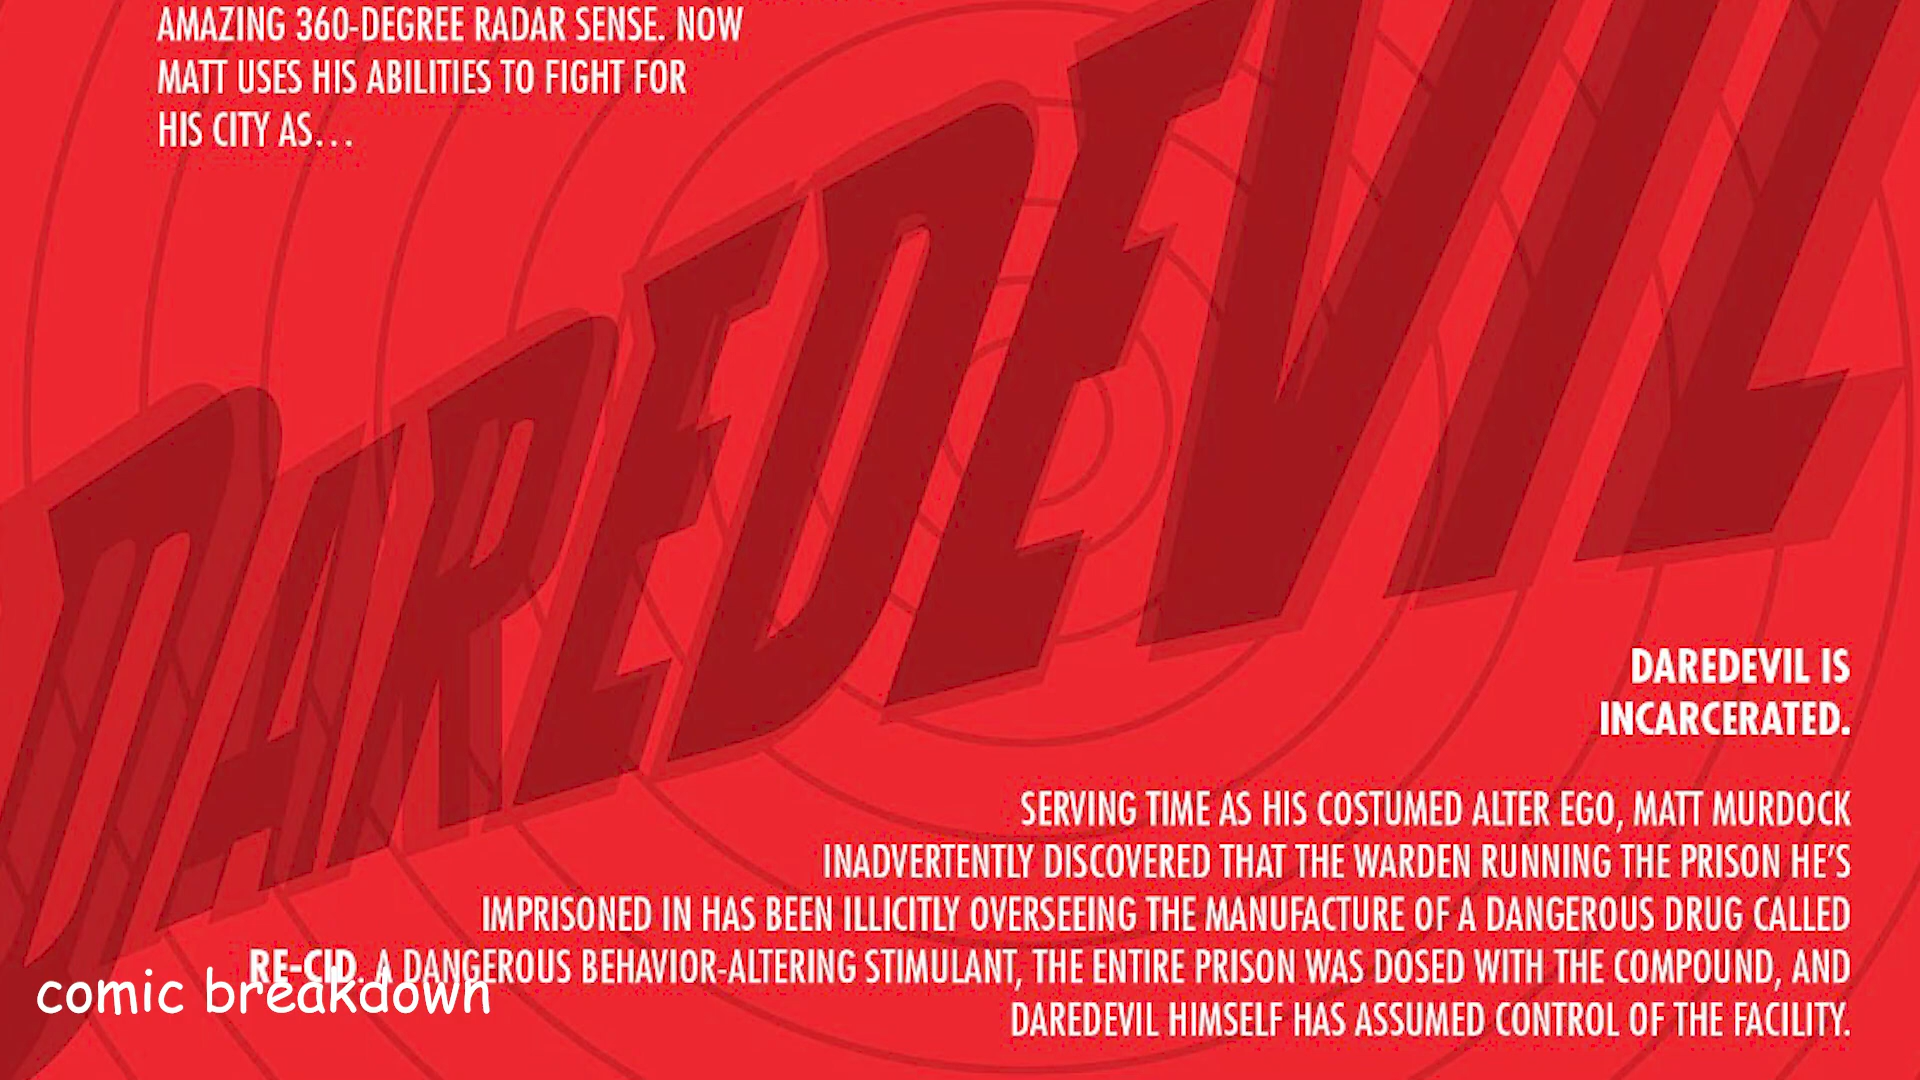 AMAZING 360-DEGREE RADAR SENSE. NOW
MATT USES HIS ABILITIES TO FIGHT FOR
HIS CITY AS...
DAREDEVIL
DAREDEVIL IS
INCARCERATED.
SERVING TIME AS HIS COSTUMED ALTER EGO, MATT MURDOCK
INADVERTENTLY DISCOVERED THAT THE WARDEN RUNNING THE PRISON HE'S
IMPRISONED IN HAS BEEN ILLICITLY OVERSEEING THE MANUFACTURE OF A DANGEROUS DRUG CALLED
RE-CID. A DANGEROUS BEHAVIOR-ALTERING STIMULANT, THE ENTIRE PRISON WAS DOSED WITH THE COMPOUND, AND
DAREDEVIL HIMSELF HAS ASSUMED CONTROL OF THE FACILITY.
comic breakdown